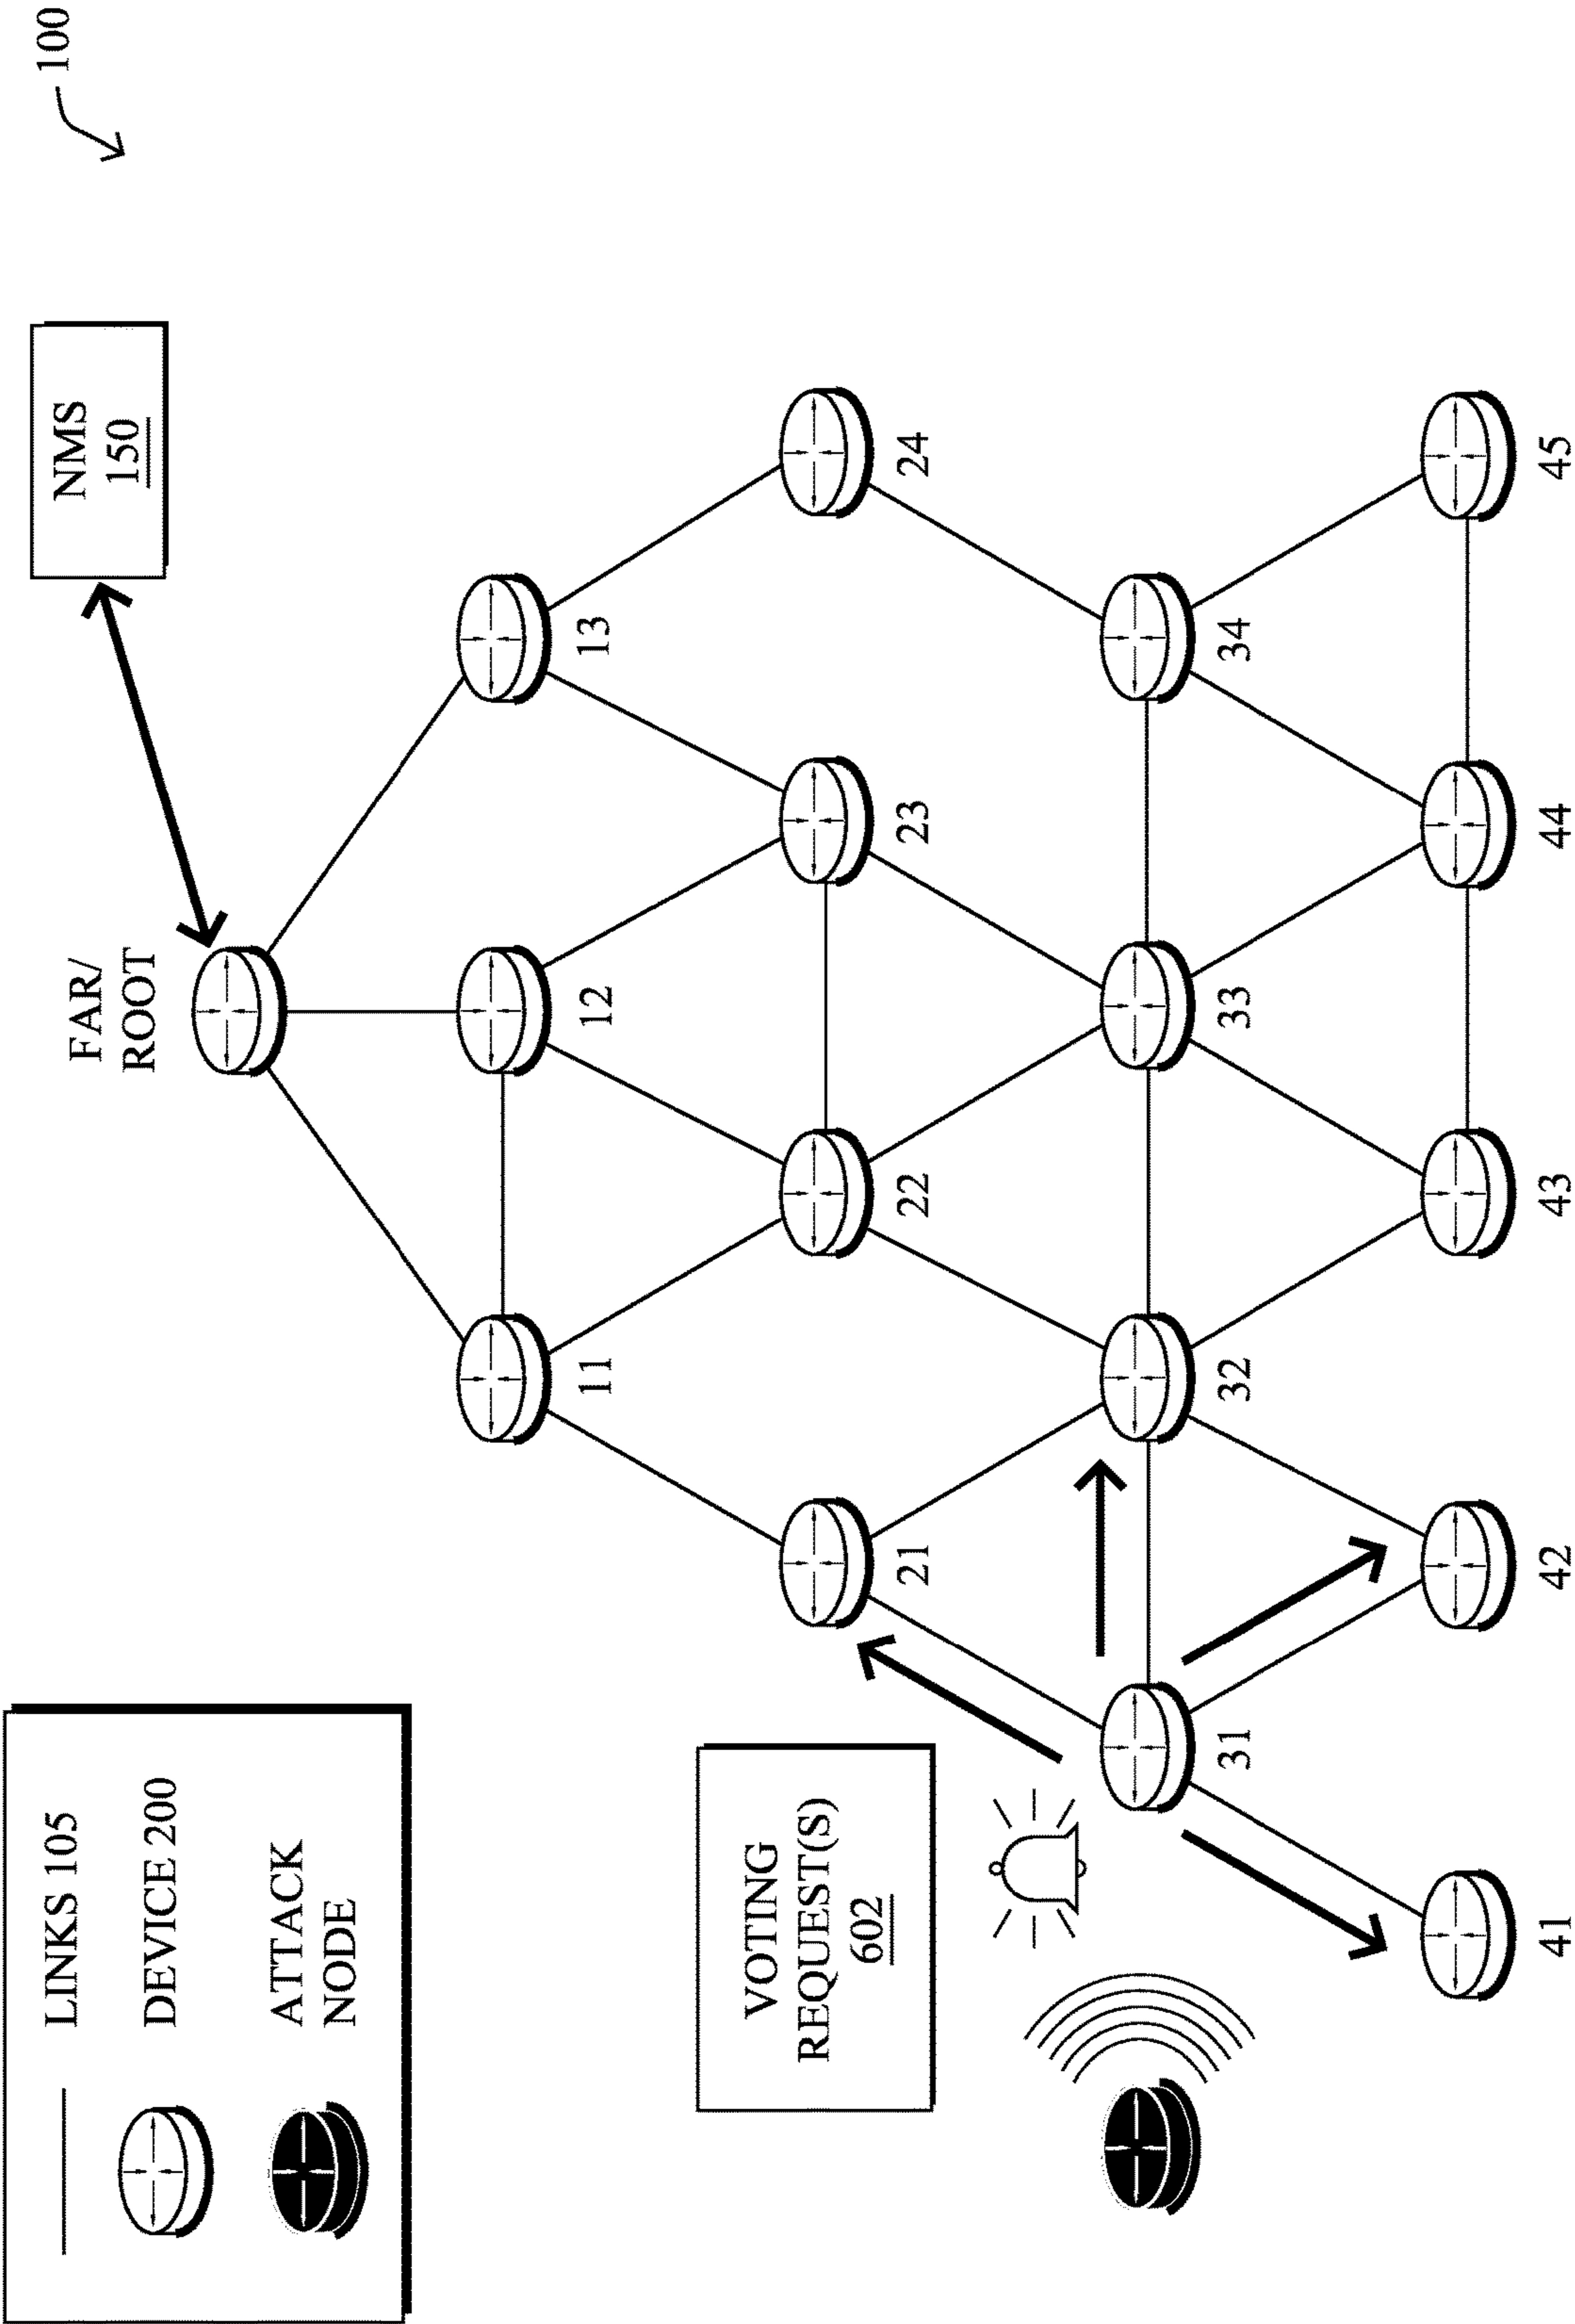 100
NMS
150
FAR/
ROOT
LINKS 105
DEVICE 200
ATTACK
NODE
11
12
13
VOTING
REQUEST(S)
602
21
22
23
24
31
32
33
34
41
42
43
44
45